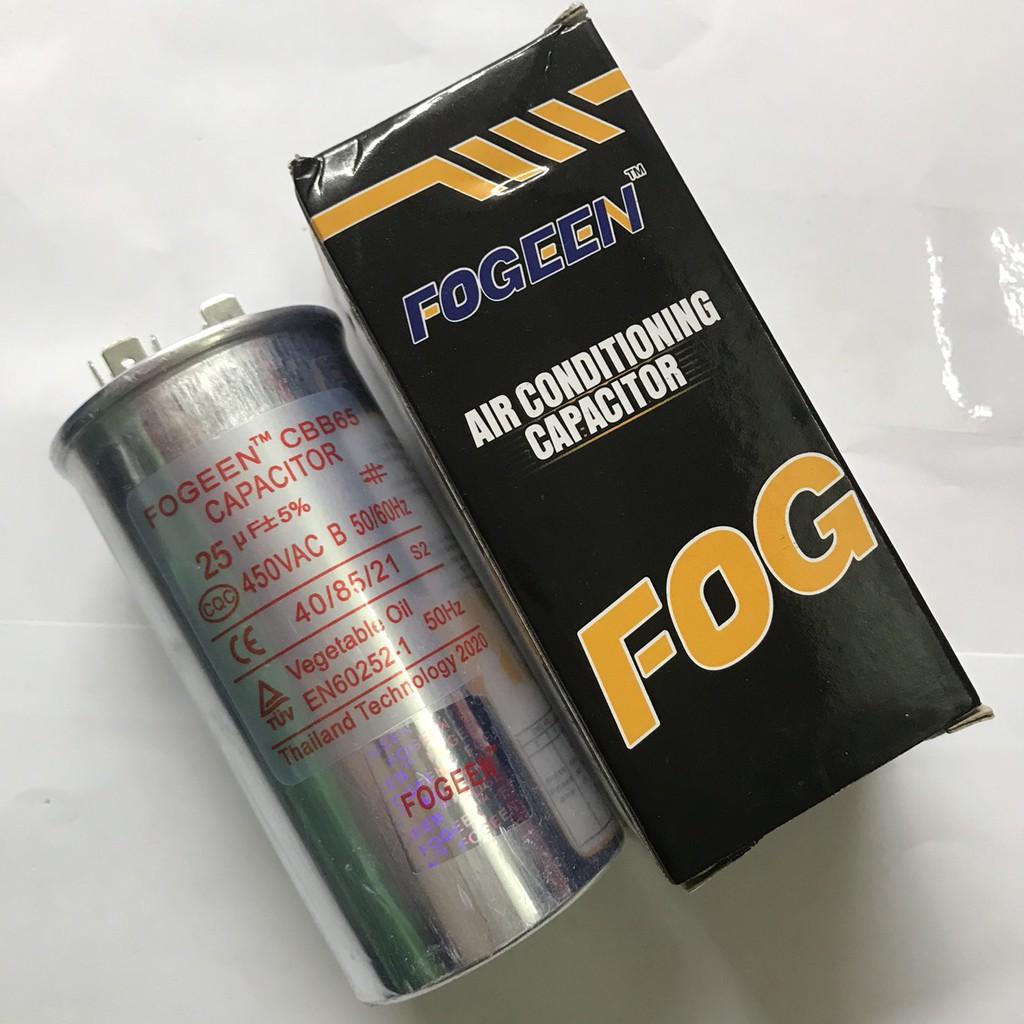 FOGEEN™
AIR CONDITIONING
CAPACITOR
FOG
FOGEEN™ CBB65
CAPACITOR
25 μF±5% #
CQC 450VAC B 50/60Hz
40/85/21 S2
CE Vegetable Oil
TÜV EN60252-1 50Hz
Thailand Technology 2020
FOGEEN™